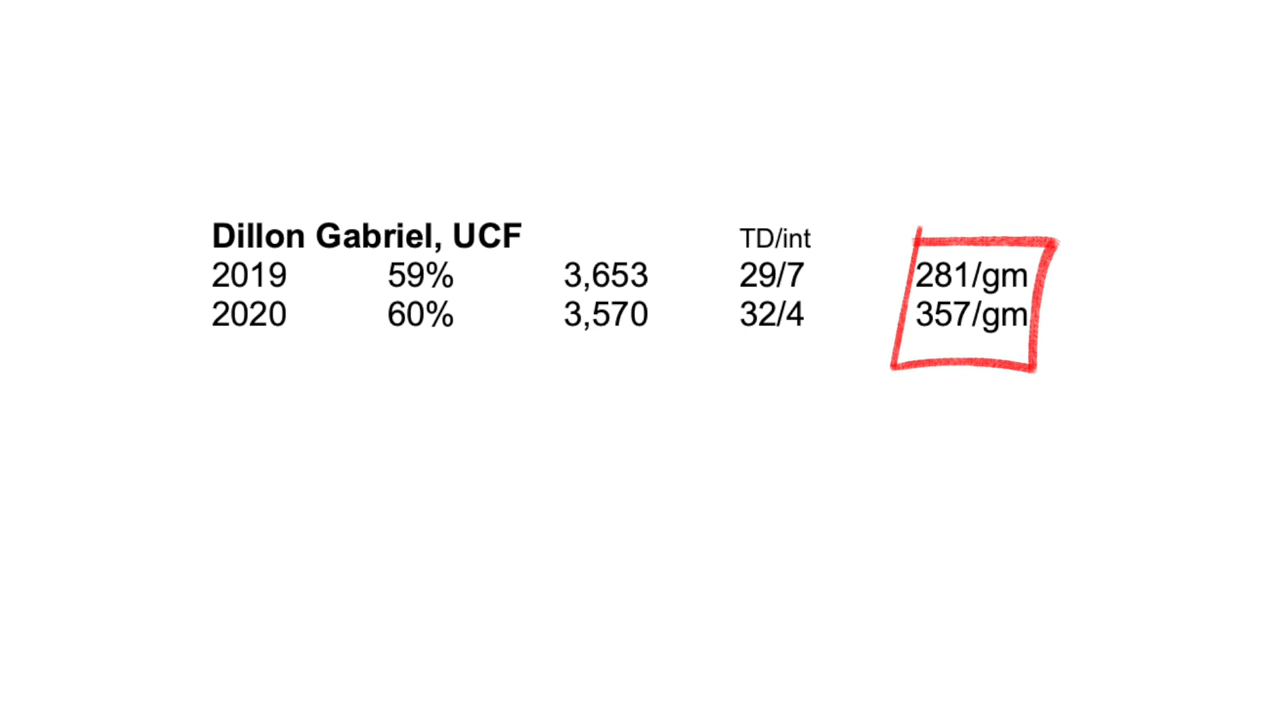 Dillon Gabriel, UCF TD/int
2019 59% 3,653 29/7 281/gm
2020 60% 3,570 32/4 357/gm